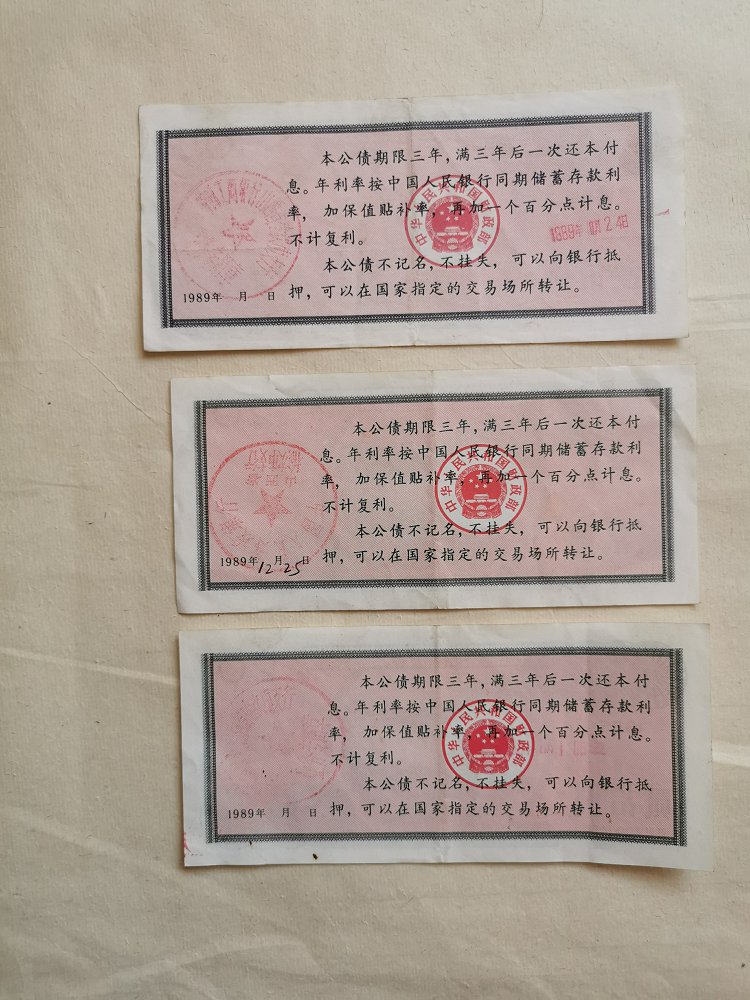 本公债期限三年,满三年后一次还本付
息。年利率按中国人民银行同期储蓄存款利
率,加保值贴补率,再加一个百分点计息。
不计复利。
本公债不记名,不挂失,可以向银行抵
押,可以在国家指定的交易场所转让。
1989年 月 日
中华人民共和国财政部
本公债期限三年,满三年后一次还本付
息。年利率按中国人民银行同期储蓄存款利
率,加保值贴补率,再加一个百分点计息。
不计复利。
本公债不记名,不挂失,可以向银行抵
押,可以在国家指定的交易场所转让。
1989年12月25日
中华人民共和国财政部
本公债期限三年,满三年后一次还本付
息。年利率按中国人民银行同期储蓄存款利
率,加保值贴补率,再加一个百分点计息。
不计复利。
本公债不记名,不挂失,可以向银行抵
押,可以在国家指定的交易场所转让。
1989年 月 日
中华人民共和国财政部